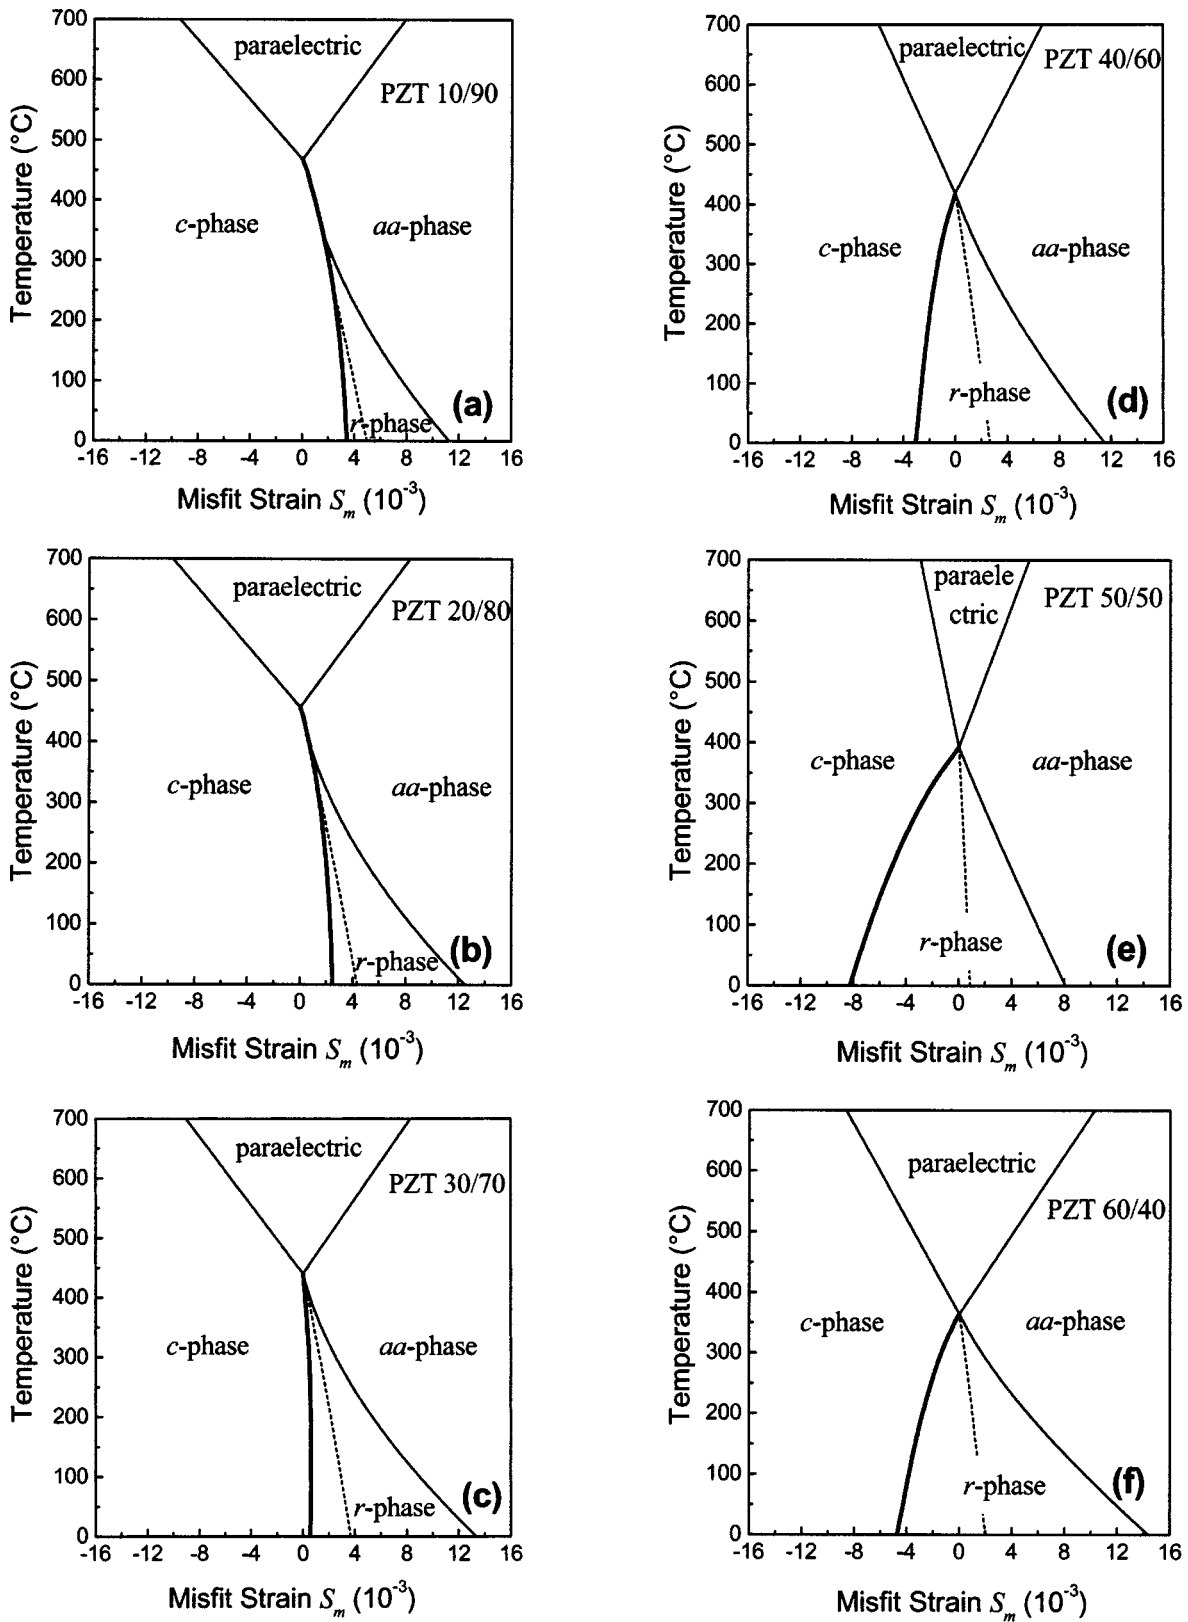 700
600
500
400
300
200
100
0
Temperature (°C)
paraelectric
PZT 10/90
c-phase
aa-phase
r-phase
(a)
-16 -12 -8 -4 0 4 8 12 16
Misfit Strain Sm (10-3)
700
600
500
400
300
200
100
0
Temperature (°C)
paraelectric
PZT 20/80
c-phase
aa-phase
r-phase
(b)
-16 -12 -8 -4 0 4 8 12 16
Misfit Strain Sm (10-3)
700
600
500
400
300
200
100
0
Temperature (°C)
paraelectric
PZT 30/70
c-phase
aa-phase
r-phase
(c)
-16 -12 -8 -4 0 4 8 12 16
Misfit Strain Sm (10-3)
700
600
500
400
300
200
100
0
Temperature (°C)
paraelectric
PZT 40/60
c-phase
aa-phase
r-phase
(d)
-16 -12 -8 -4 0 4 8 12 16
Misfit Strain Sm (10-3)
700
600
500
400
300
200
100
0
Temperature (°C)
paraele
ctric
PZT 50/50
c-phase
aa-phase
r-phase
(e)
-16 -12 -8 -4 0 4 8 12 16
Misfit Strain Sm (10-3)
700
600
500
400
300
200
100
0
Temperature (°C)
paraelectric
PZT 60/40
c-phase
aa-phase
r-phase
(f)
-16 -12 -8 -4 0 4 8 12 16
Misfit Strain Sm (10-3)